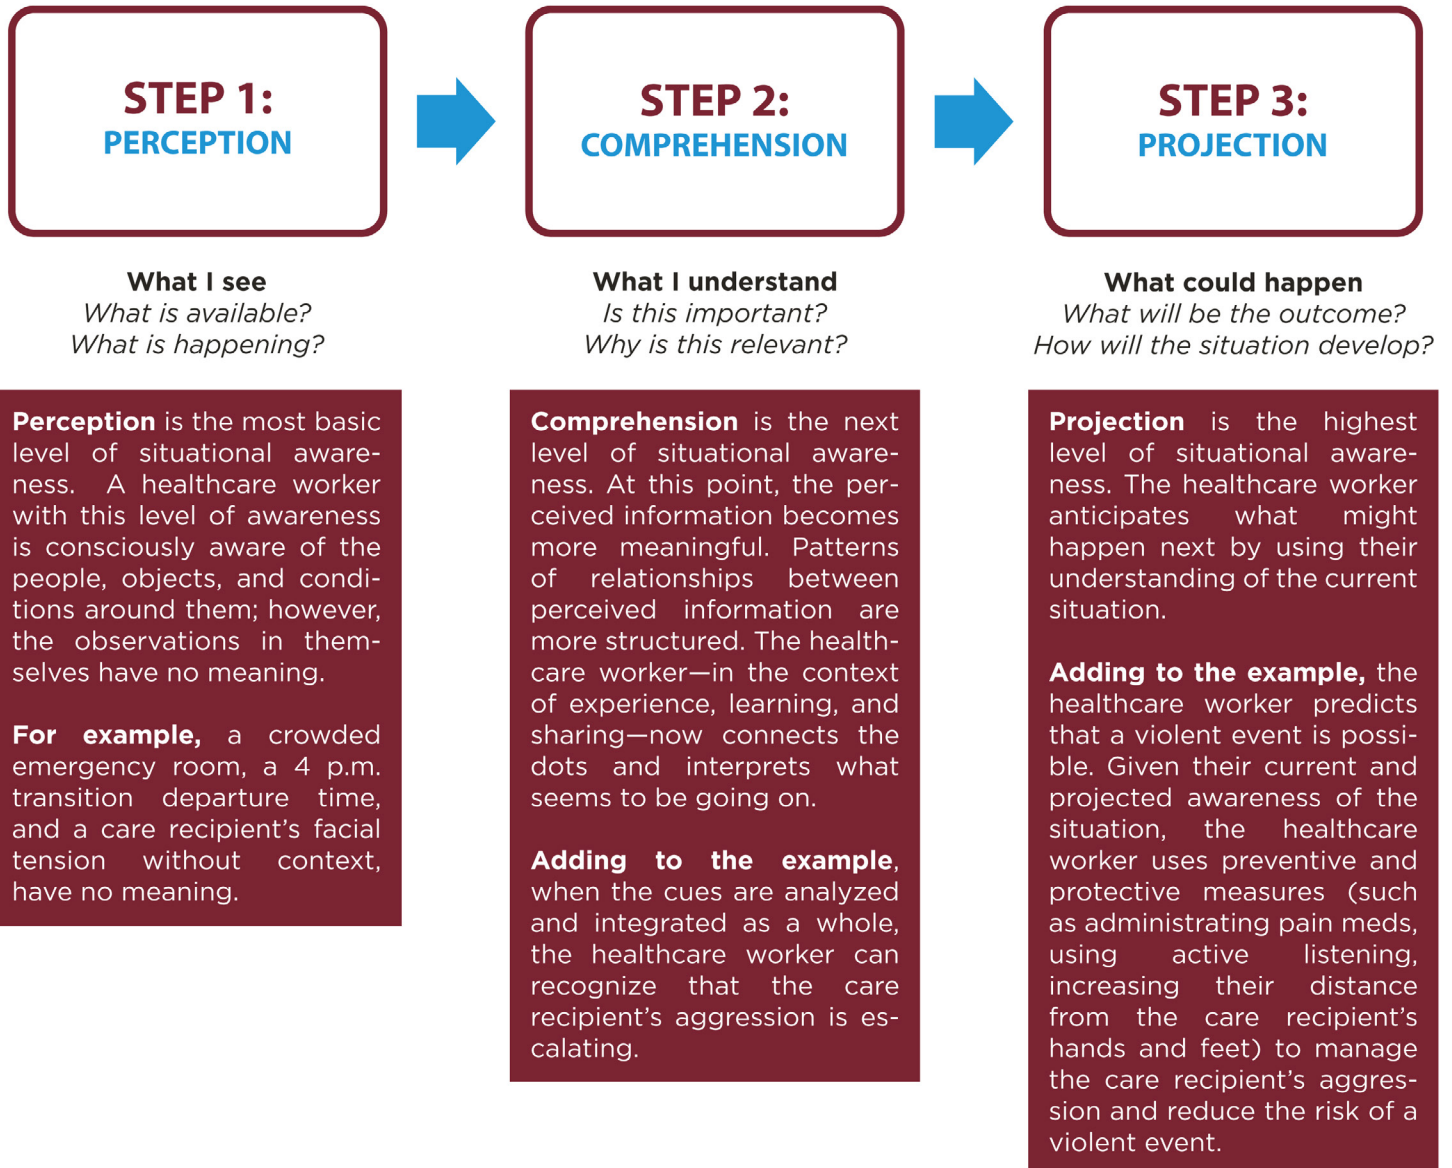 STEP 1:
PERCEPTION
What I see
What is available?
What is happening?
Perception is the most basic
level of situational aware-
ness. A healthcare worker
with this level of awareness
is consciously aware of the
people, objects, and condi-
tions around them; however,
the observations in them-
selves have no meaning.
For example, a crowded
emergency room, a 4 p.m.
transition departure time,
and a care recipient's facial
tension without context,
have no meaning.
STEP 2:
COMPREHENSION
What I understand
Is this important?
Why is this relevant?
Comprehension is the next
level of situational aware-
ness. At this point, the per-
ceived information becomes
more meaningful. Patterns
of relationships between
perceived information are
more structured. The health-
care worker—in the context
of experience, learning, and
sharing—now connects the
dots and interprets what
seems to be going on.
Adding to the example,
when the cues are analyzed
and integrated as a whole,
the healthcare worker can
recognize that the care
recipient's aggression is es-
calating.
STEP 3:
PROJECTION
What could happen
What will be the outcome?
How will the situation develop?
Projection is the highest
level of situational aware-
ness. The healthcare worker
anticipates what might
happen next by using their
understanding of the current
situation.
Adding to the example, the
healthcare worker predicts
that a violent event is possi-
ble. Given their current and
projected awareness of the
situation, the healthcare
worker uses preventive and
protective measures (such
as administrating pain meds,
using active listening,
increasing their distance
from the care recipient's
hands and feet) to manage
the care recipient's aggres-
sion and reduce the risk of a
violent event.